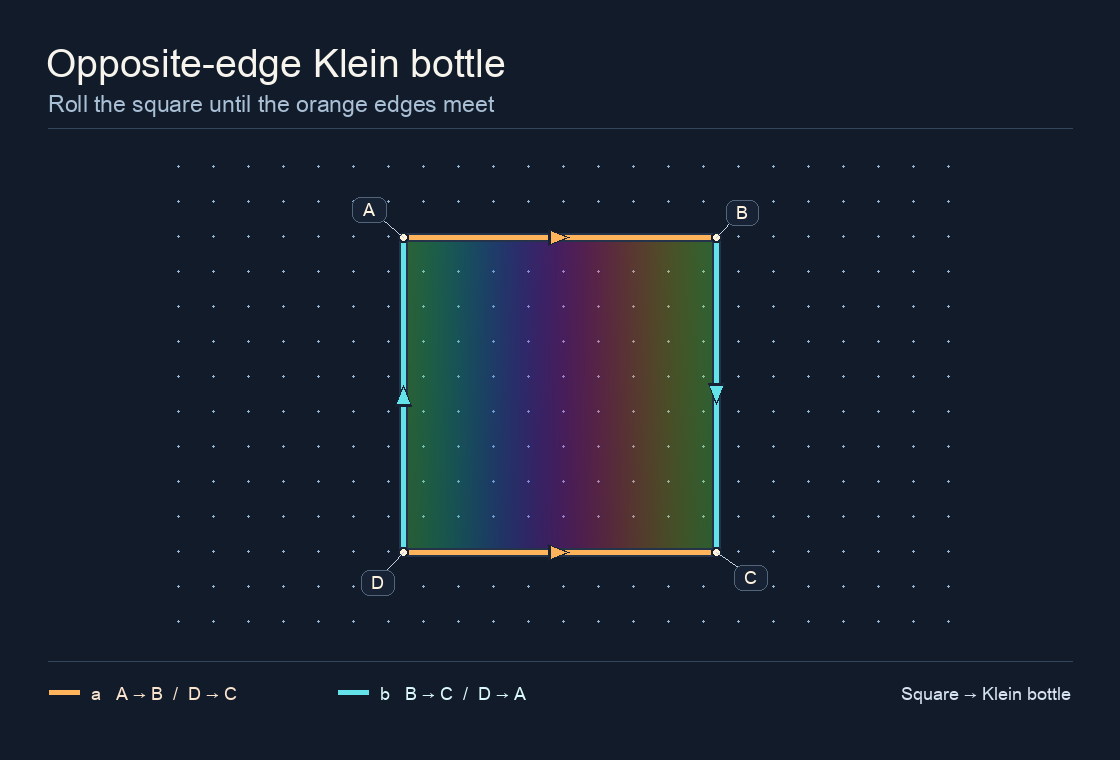 Opposite-edge Klein bottle
Roll the square until the orange edges meet
A
B
D
C
a A→B / D→C
b B→C / D→A
Square→Klein bottle